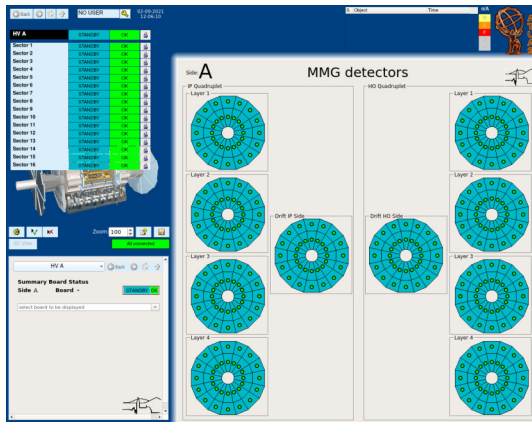 Back
NO USER
02-09-2021
12:06:10
S Object Time
n/A
HV A STANDBY OK
Sector 1 STANDBY OK
Sector 2 STANDBY OK
Sector 3 STANDBY OK
Sector 4 STANDBY OK
Sector 5 STANDBY OK
Sector 6 STANDBY OK
Sector 7 STANDBY OK
Sector 8 STANDBY OK
Sector 9 STANDBY OK
Sector 10 STANDBY OK
Sector 11 STANDBY OK
Sector 12 STANDBY OK
Sector 13 STANDBY OK
Sector 14 STANDBY OK
Sector 15 STANDBY OK
Sector 16 STANDBY OK
Zoom: 100
All connected
HV A
Back
Summary Board Status
Side A Board - STANDBY OK
select board to be displayed
Side: A
MMG detectors
IP Quadruplet
HO Quadruplet
Layer 1
Layer 1
Layer 2
Layer 2
Drift IP Side
Drift HO Side
Layer 3
Layer 3
Layer 4
Layer 4